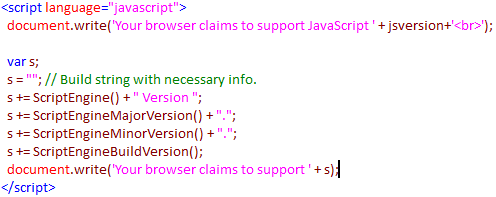 <script language="javascript">
document.write('Your browser claims to support JavaScript ' + jsversion+'<br>');
var s;
s = ""; // Build string with necessary info.
s += ScriptEngine() + " Version ";
s += ScriptEngineMajorVersion() + ".";
s += ScriptEngineMinorVersion() + ".";
s += ScriptEngineBuildVersion();
document.write('Your browser claims to support ' + s);
</script>